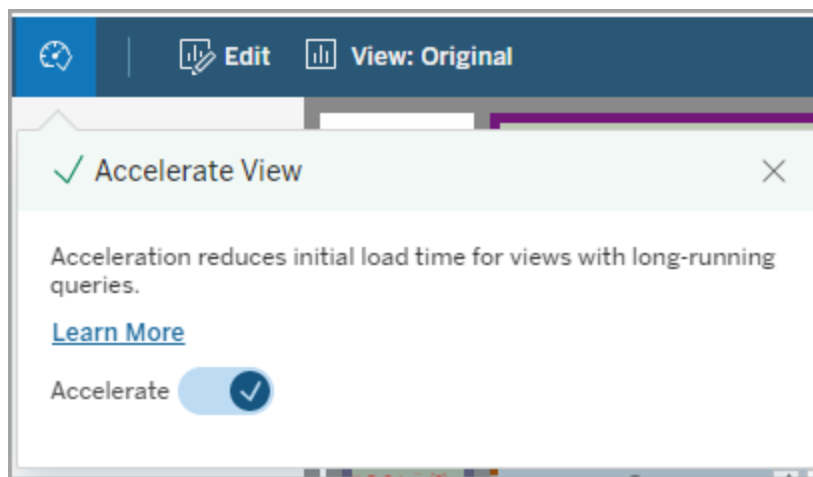 Edit View: Original
Accelerate View
Acceleration reduces initial load time for views with long-running
queries.
Learn More
Accelerate